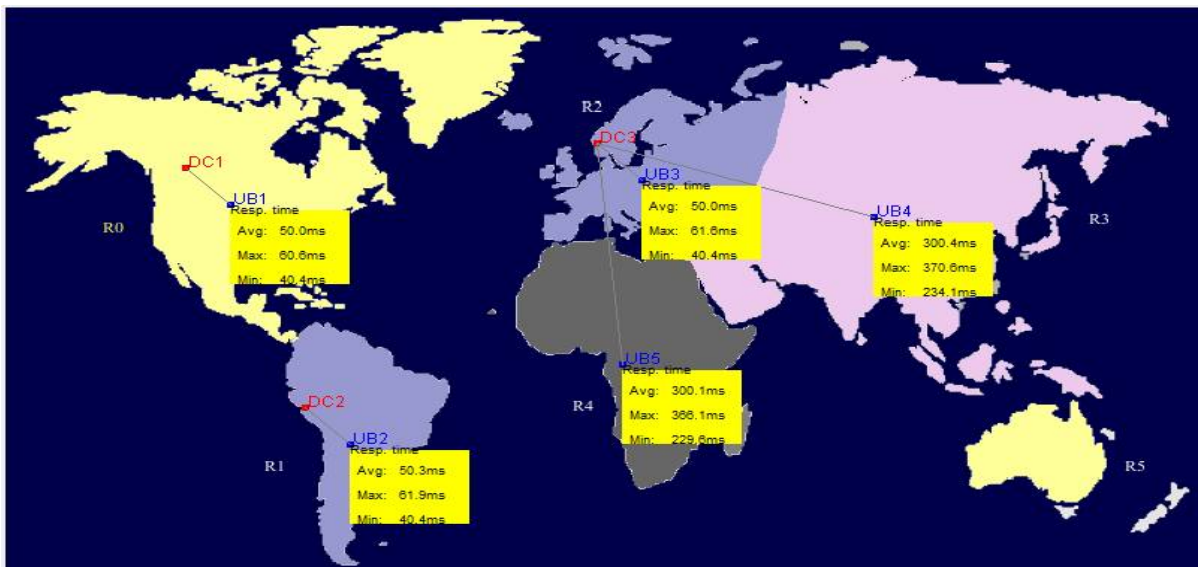 R2
DC3
DC1
UB3
Resp. time
Avg: 50.0ms
Max: 61.6ms
Min: 40.4ms
UB1
Resp. time
Avg: 50.0ms
Max: 60.6ms
Min: 40.4ms
UB4
Resp. time
Avg: 300.4ms
Max: 370.6ms
Min: 234.1ms
R0
R3
UB5
Resp. time
Avg: 300.1ms
Max: 366.1ms
Min: 229.6ms
DC2
R4
UB2
Resp. time
Avg: 50.3ms
Max: 61.9ms
Min: 40.4ms
R1
R5